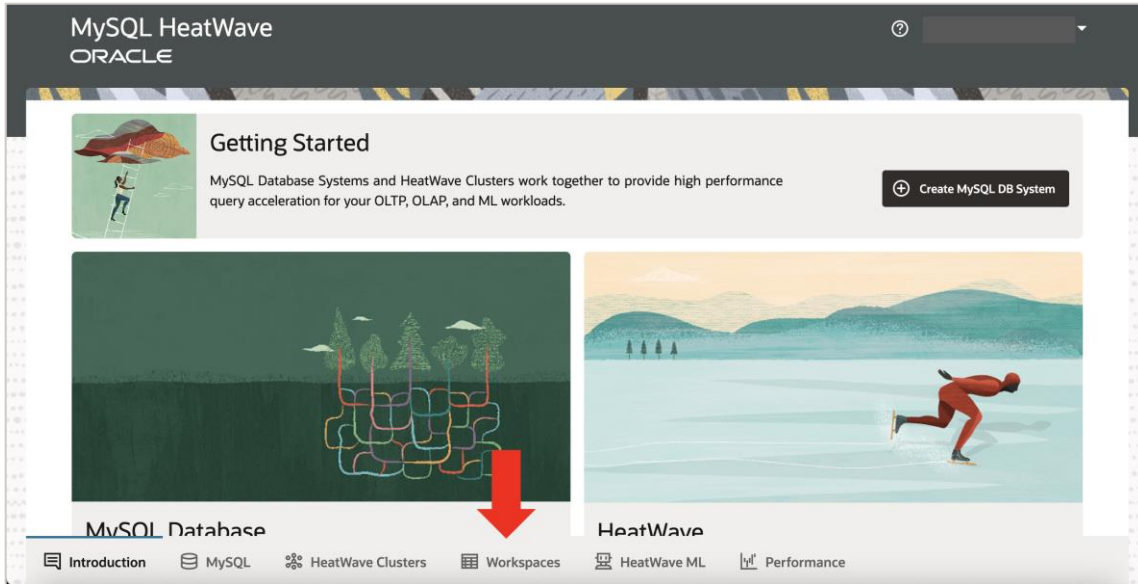 MySQL HeatWave
ORACLE
Getting Started
MySQL Database Systems and HeatWave Clusters work together to provide high performance
query acceleration for your OLTP, OLAP, and ML workloads.
Create MySQL DB System
MySQL Database
HeatWave
Introduction
MySQL
HeatWave Clusters
Workspaces
HeatWave ML
Performance